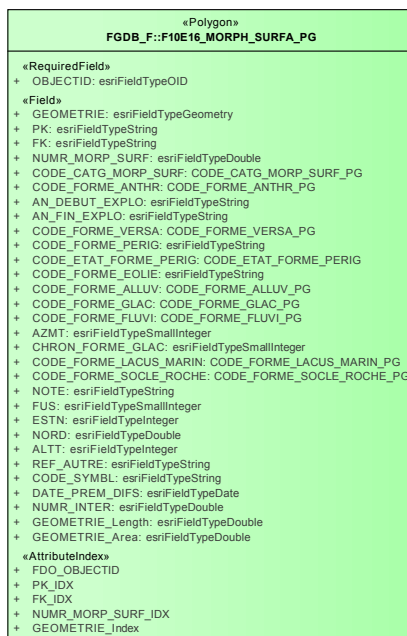 «Polygon»
FGDB_F::F10E16_MORPH_SURFA_PG
«RequiredField»
+ OBJECTID: esriFieldTypeOID
«Field»
+ GEOMETRIE: esriFieldTypeGeometry
+ PK: esriFieldTypeString
+ FK: esriFieldTypeString
+ NUMR_MORP_SURF: esriFieldTypeDouble
+ CODE_CATG_MORP_SURF: CODE_CATG_MORP_SURF_PG
+ CODE_FORME_ANTHR: CODE_FORME_ANTHR_PG
+ AN_DEBUT_EXPLO: esriFieldTypeString
+ AN_FIN_EXPLO: esriFieldTypeString
+ CODE_FORME_VERSA: CODE_FORME_VERSA_PG
+ CODE_FORME_PERIG: esriFieldTypeString
+ CODE_ETAT_FORME_PERIG: CODE_ETAT_FORME_PERIG
+ CODE_FORME_EOLIE: esriFieldTypeString
+ CODE_FORME_ALLUV: CODE_FORME_ALLUV_PG
+ CODE_FORME_GLAC: CODE_FORME_GLAC_PG
+ CODE_FORME_FLUVI: CODE_FORME_FLUVI_PG
+ AZMT: esriFieldTypeSmallInteger
+ CHRON_FORME_GLAC: esriFieldTypeSmallInteger
+ CODE_FORME_LACUS_MARIN: CODE_FORME_LACUS_MARIN_PG
+ CODE_FORME_SOCLE_ROCHE: CODE_FORME_SOCLE_ROCHE_PG
+ NOTE: esriFieldTypeString
+ FUS: esriFieldTypeSmallInteger
+ ESTN: esriFieldTypeInteger
+ NORD: esriFieldTypeDouble
+ ALTT: esriFieldTypeInteger
+ REF_AUTRE: esriFieldTypeString
+ CODE_SYMBL: esriFieldTypeString
+ DATE_PREM_DIFS: esriFieldTypeDate
+ NUMR_INTER: esriFieldTypeDouble
+ GEOMETRIE_Length: esriFieldTypeDouble
+ GEOMETRIE_Area: esriFieldTypeDouble
«AttributeIndex»
+ FDO_OBJECTID
+ PK_IDX
+ FK_IDX
+ NUMR_MORP_SURF_IDX
+ GEOMETRIE_Index